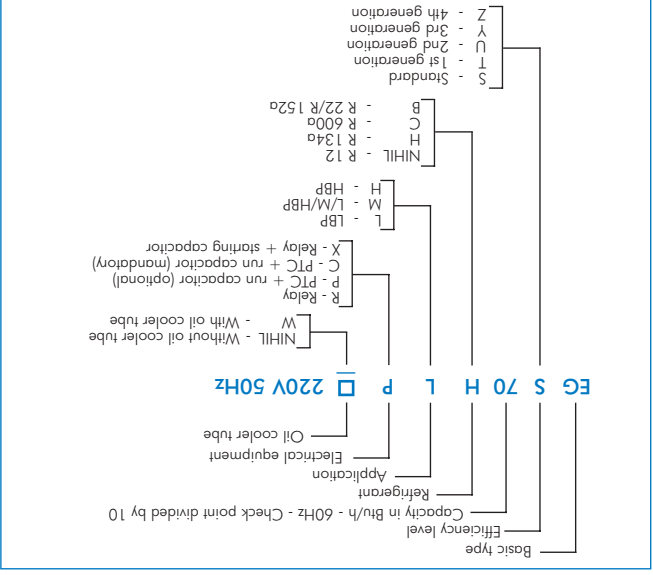 Basic type
Efficiency level
Capacity in Btu/h - 60Hz - Check point divided by 10
Refrigerant
Application
Electrical equipment
Oil cooler tube
EG S 70 H L P □ 220V 50Hz
NIHIL - Without oil cooler tube
W - With oil cooler tube
R - Relay
P - PTC + run capacitor (optional)
C - PTC + run capacitor (mandatory)
X - Relay + starting capacitor
L - LBP
M - L/M/HBP
H - HBP
NIHIL - R 12
H - R 134a
C - R 600a
B - R 22/R 152a
S - Standard
T - 1st generation
U - 2nd generation
Y - 3rd generation
Z - 4th generation